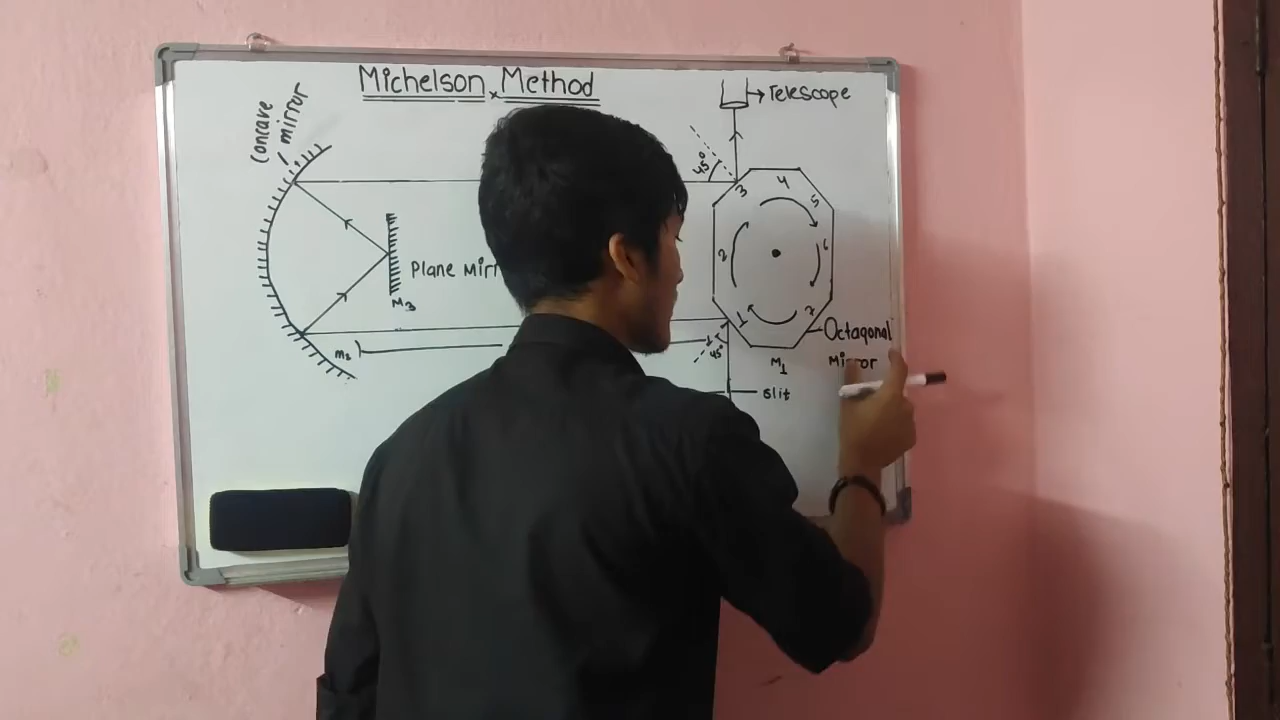 Michelson Method
Telescope
Concave
mirror
45°
3
4
5
2
6
Plane Mirr
M3
1
7
Octagonal
Mirror
m2
45°
M1
slit